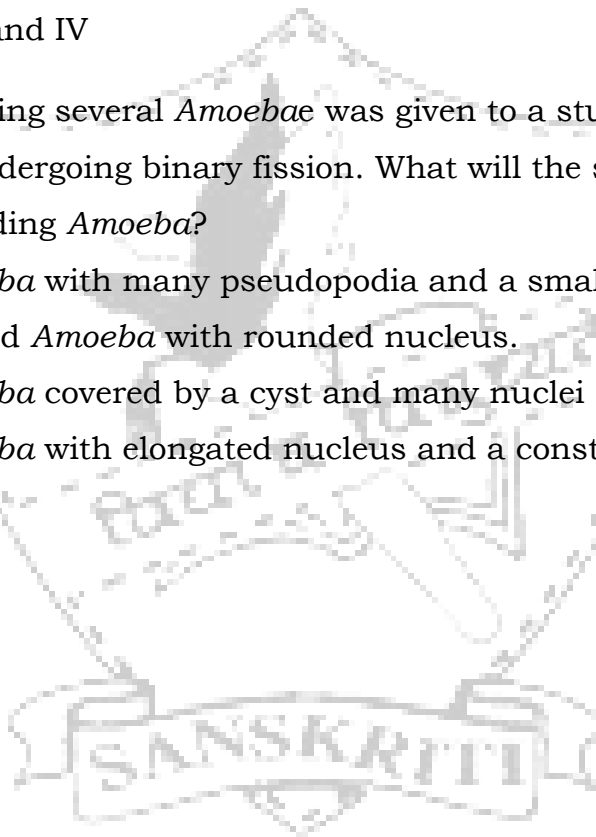 and IV
ing several Amoebae was given to a stu
dergoing binary fission. What will the s
ding Amoeba?
ba with many pseudopodia and a smal
d Amoeba with rounded nucleus.
ba covered by a cyst and many nuclei
ba with elongated nucleus and a const
SANSKRITI